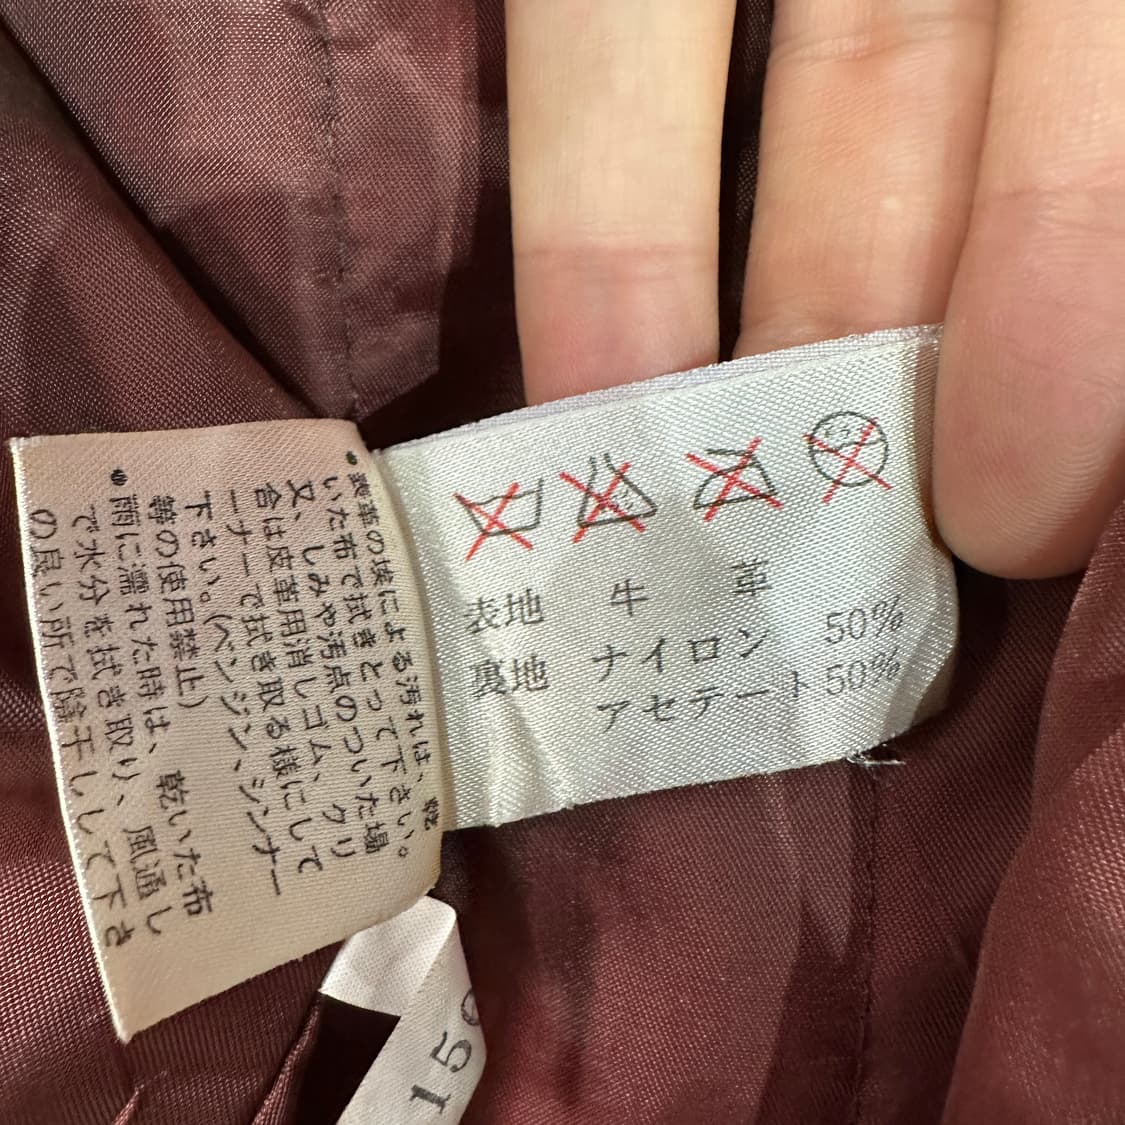 表地 牛革
裏地 ナイロン 50%
アセテート 50%
●製革の埃による汚れは、乾
いた布で拭きとって下さい。
又、しみや汚点のついた場
合は皮革用消しゴム、クリ
ーナーで拭き取る様にして
下さい。(ベンジン、シンナー
等の使用禁止)
●雨に濡れた時は、乾いた布
で水分を拭き取り、風通し
の良い所で陰干しして下さ
150